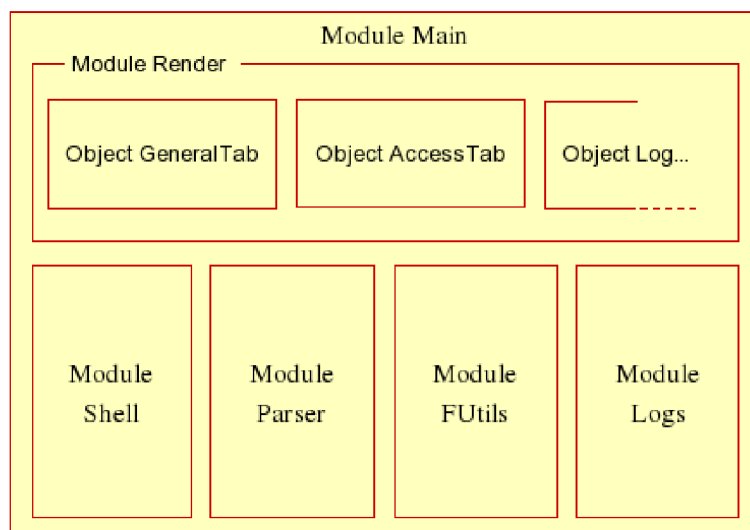 Module Main
Module Render
Object GeneralTab
Object AccessTab
Object Log...
Module
Shell
Module
Parser
Module
FUtils
Module
Logs